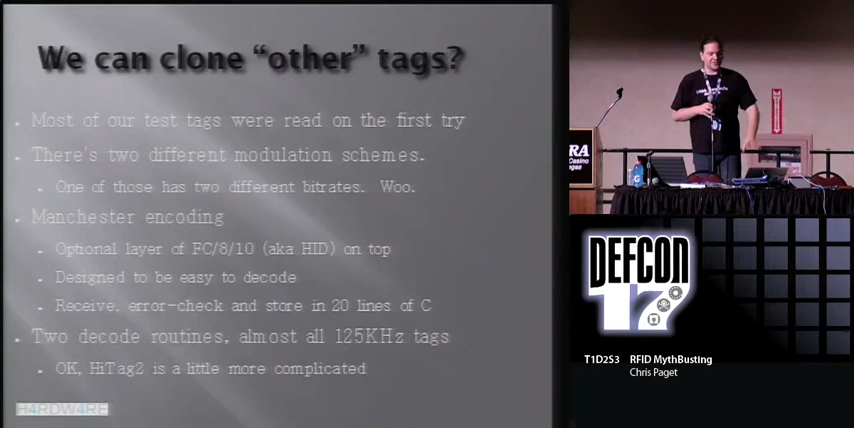 We can clone "other" tags?
Most of our test tags were read on the first try
There's two different modulation schemes.
One of those has two different bitrates. Woo.
Manchester encoding
Optional layer of FC/8/10 (aka HID) on top
Designed to be easy to decode
Receive, error-check and store in 20 lines of C
Two decode routines, almost all 125KHz tags
OK, HiTag2 is a little more complicated
H4RDW4RE
DEFCON
17
T1D2S3 RFID MythBusting
Chris Paget